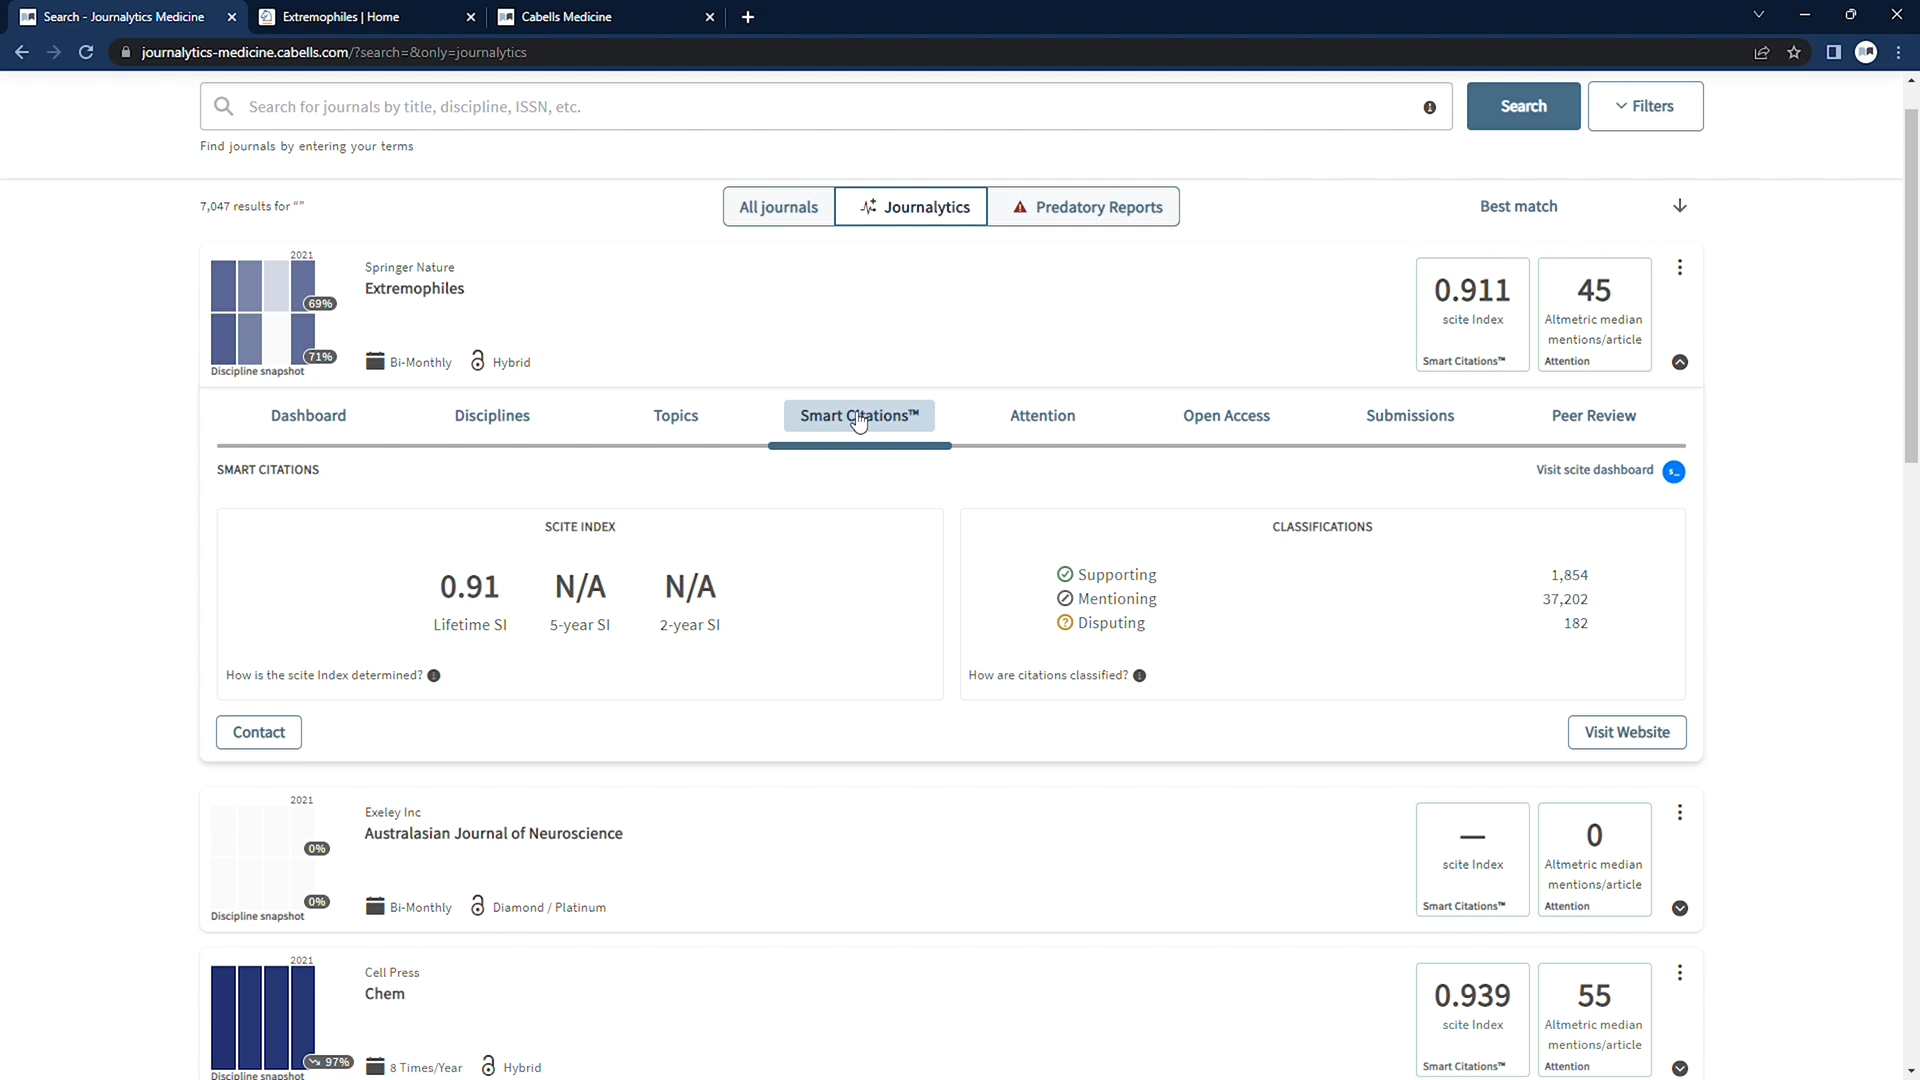 Search - Journalytics Medicine
Extremophiles | Home
Cabells Medicine
journalytics-medicine.cabells.com/?search=&only=journalytics
Search for journals by title, discipline, ISSN, etc.
Search
Filters
Find journals by entering your terms
7,047 results for “”
All journals
Journalytics
Predatory Reports
Best match
2021
69%
71%
Discipline snapshot
Springer Nature
Extremophiles
Bi-Monthly
Hybrid
0.911
scite Index
Smart Citations™
45
Altmetric median
mentions/article
Attention
Dashboard
Disciplines
Topics
Smart Citations™
Attention
Open Access
Submissions
Peer Review
SMART CITATIONS
Visit scite dashboard
s_
SCITE INDEX
0.91
N/A
N/A
Lifetime SI
5-year SI
2-year SI
How is the scite Index determined?
CLASSIFICATIONS
Supporting 1,854
Mentioning 37,202
Disputing 182
How are citations classified?
Contact
Visit Website
2021
0%
0%
Discipline snapshot
Exeley Inc
Australasian Journal of Neuroscience
Bi-Monthly
Diamond / Platinum
—
scite Index
Smart Citations™
0
Altmetric median
mentions/article
Attention
2021
97%
Discipline snapshot
Cell Press
Chem
8 Times/Year
Hybrid
0.939
scite Index
Smart Citations™
55
Altmetric median
mentions/article
Attention